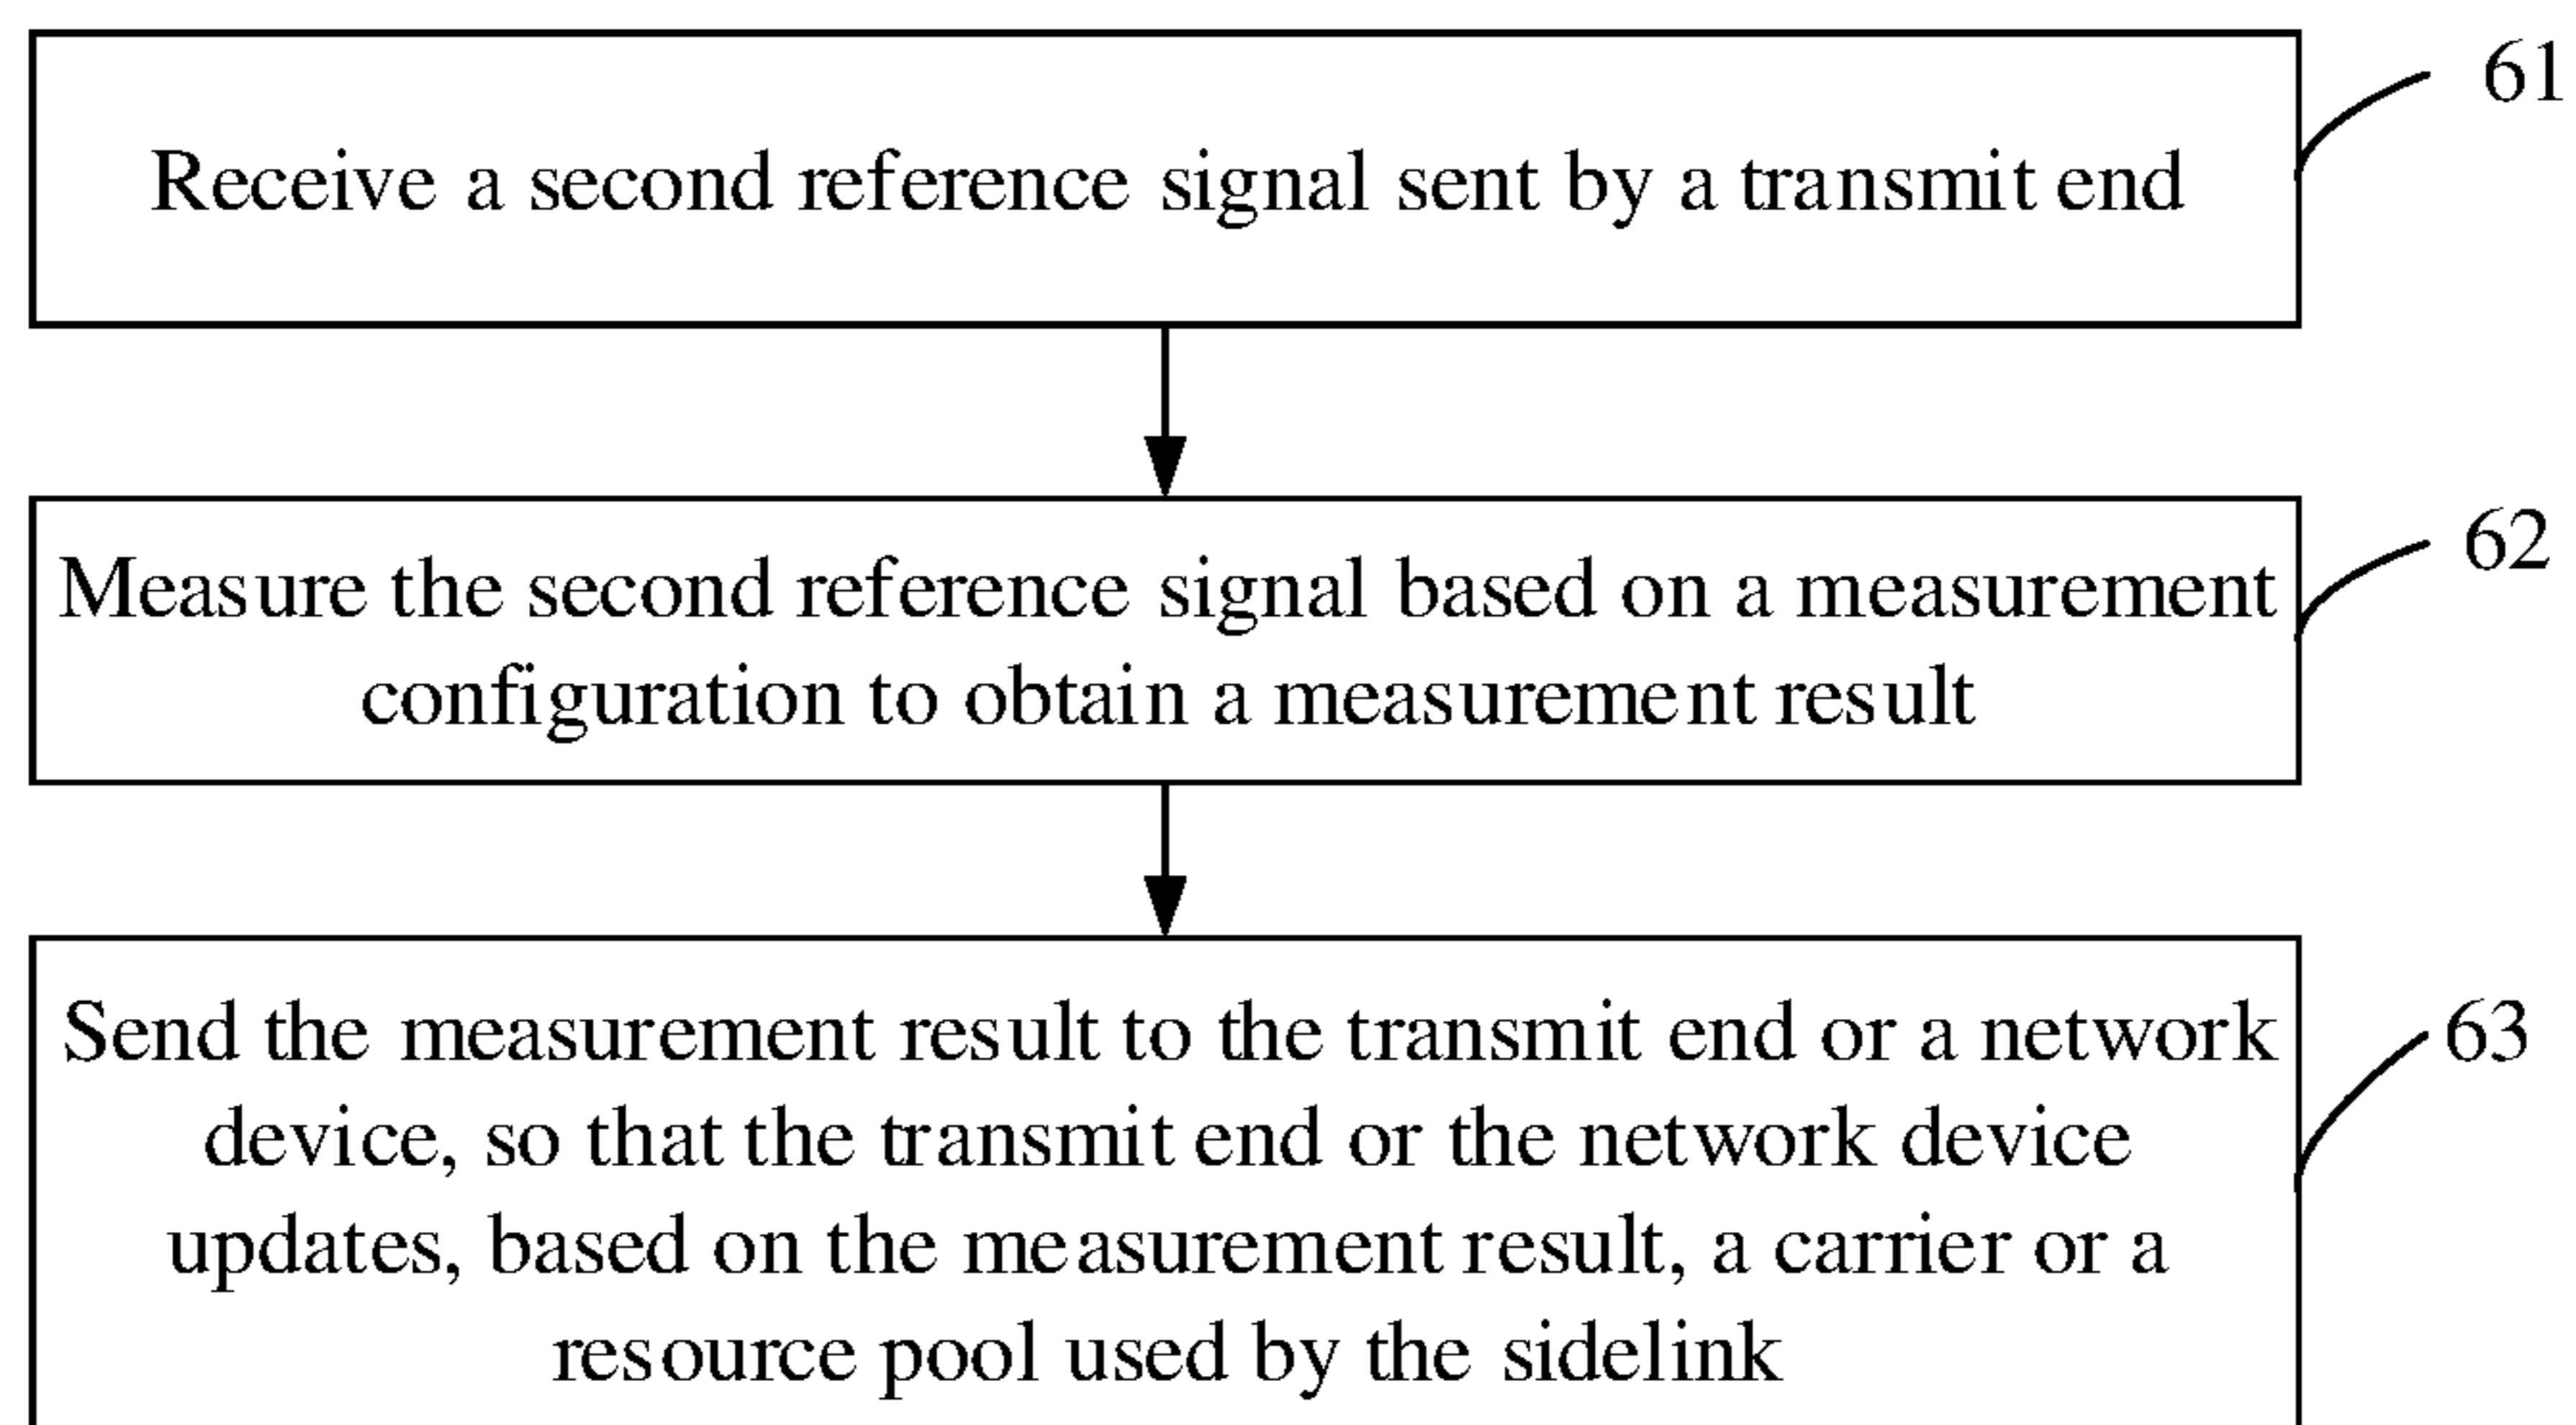 61
Receive a second reference signal sent by a transmit end
62
Measure the second reference signal based on a measurement
configuration to obtain a measurement result
63
Send the measurement result to the transmit end or a network
device, so that the transmit end or the network device
updates, based on the measurement result, a carrier or a
resource pool used by the sidelink